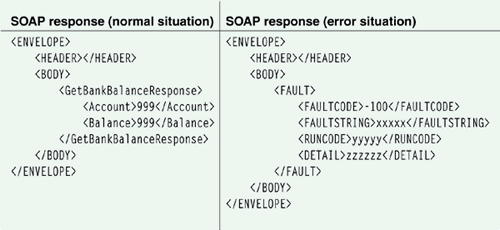 SOAP response (normal situation)
<ENVELOPE>
<HEADER></HEADER>
<BODY>
<GetBankBalanceResponse>
<Account>999</Account>
<Balance>999</Balance>
</GetBankBalanceResponse>
</BODY>
</ENVELOPE>
SOAP response (error situation)
<ENVELOPE>
<HEADER></HEADER>
<BODY>
<FAULT>
<FAULTCODE>-100</FAULTCODE>
<FAULTSTRING>xxxxx</FAULTSTRING>
<RUNCODE>yyyyy</RUNCODE>
<DETAIL>zzzzzz</DETAIL>
</FAULT>
</BODY>
</ENVELOPE>